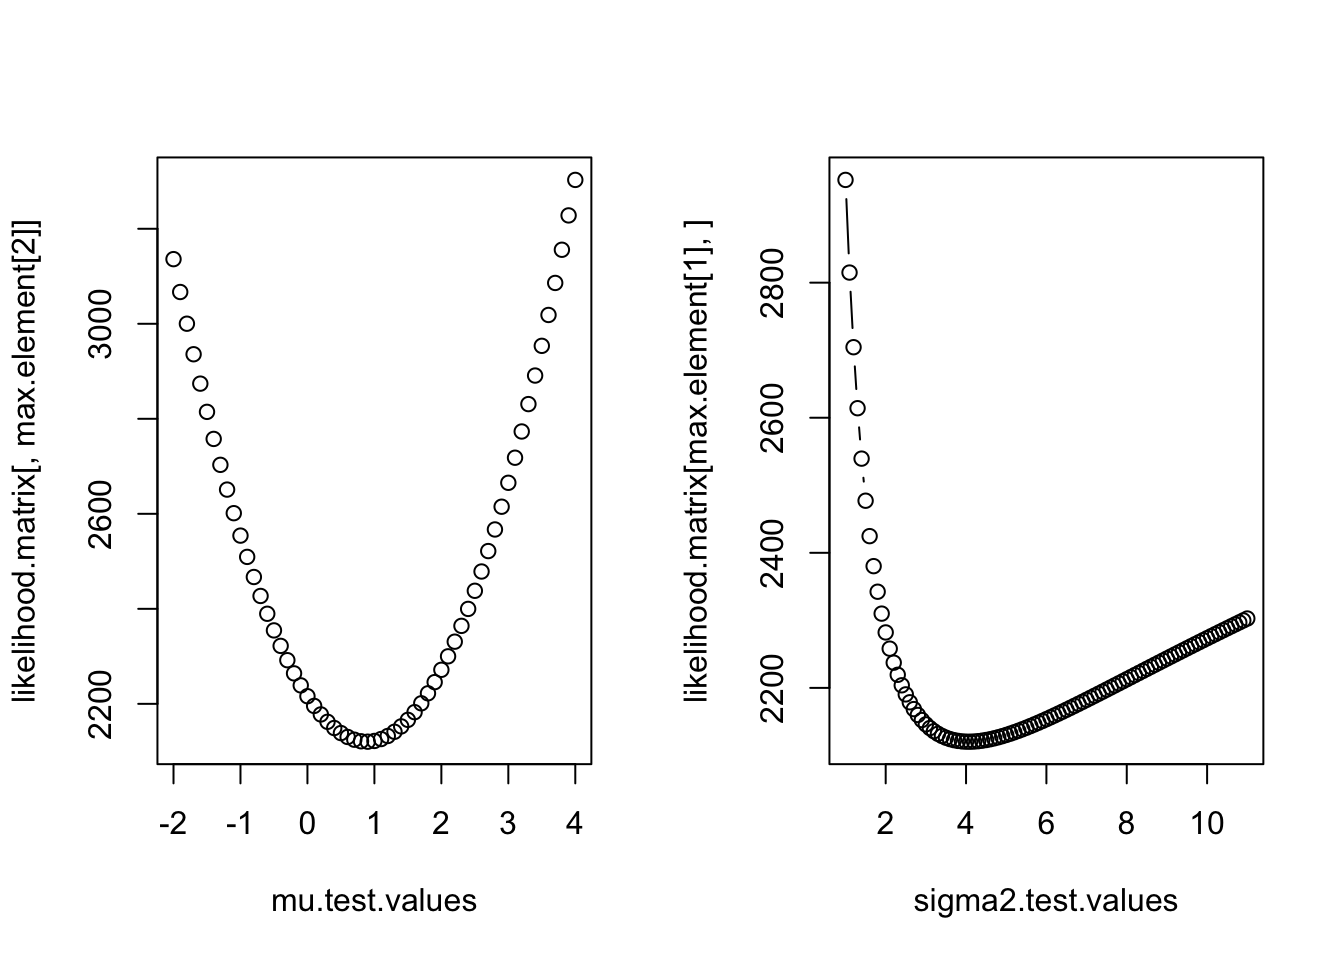 likelihood.matrix[, max.element[2]]
3000
2600
2200
-2 -1 0 1 2 3 4
mu.test.values
likelihood.matrix[max.element[1], ]
2800
2600
2400
2200
2 4 6 8 10
sigma2.test.values